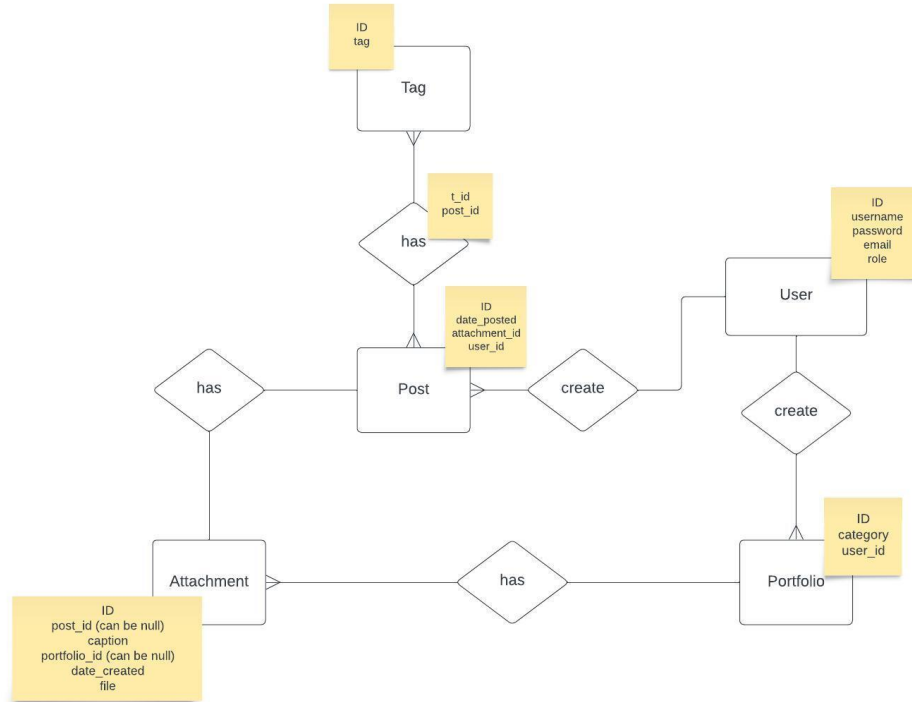 ID
tag
Tag
t_id
post_id
has
ID
username
password
email
role
User
ID
date_posted
attachment_id
user_id
Post
has
create
create
ID
category
user_id
Portfolio
has
Attachment
ID
post_id (can be null)
caption
portfolio_id (can be null)
date_created
file